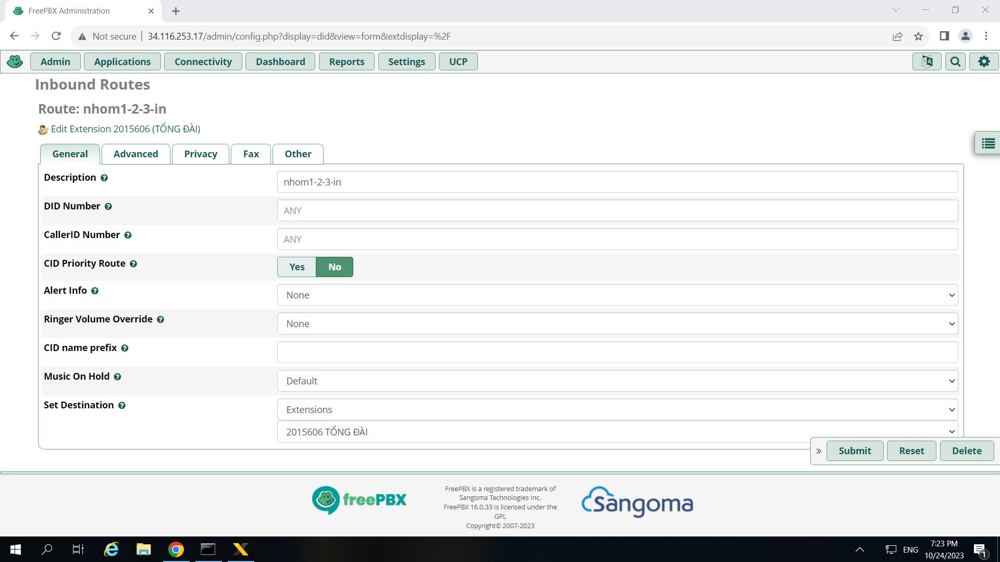 FreePBX Administration
Not secure 34.116.253.17/admin/config.php?display=did&view=form&extdisplay=%2F
Admin Applications Connectivity Dashboard Reports Settings UCP
Inbound Routes
Route: nhom1-2-3-in
Edit Extension 2015606 (TỔNG ĐÀI)
General Advanced Privacy Fax Other
Description nhom1-2-3-in
DID Number ANY
CallerID Number ANY
CID Priority Route Yes No
Alert Info None
Ringer Volume Override None
CID name prefix
Music On Hold Default
Set Destination Extensions
2015606 TỔNG ĐÀI
» Submit Reset Delete
freePBX
FreePBX is a registered trademark of
Sangoma Technologies Inc.
FreePBX 16.0.33 is licensed under the
GPL
Copyright© 2007-2023
Sangoma
ENG
7:23 PM
10/24/2023
1